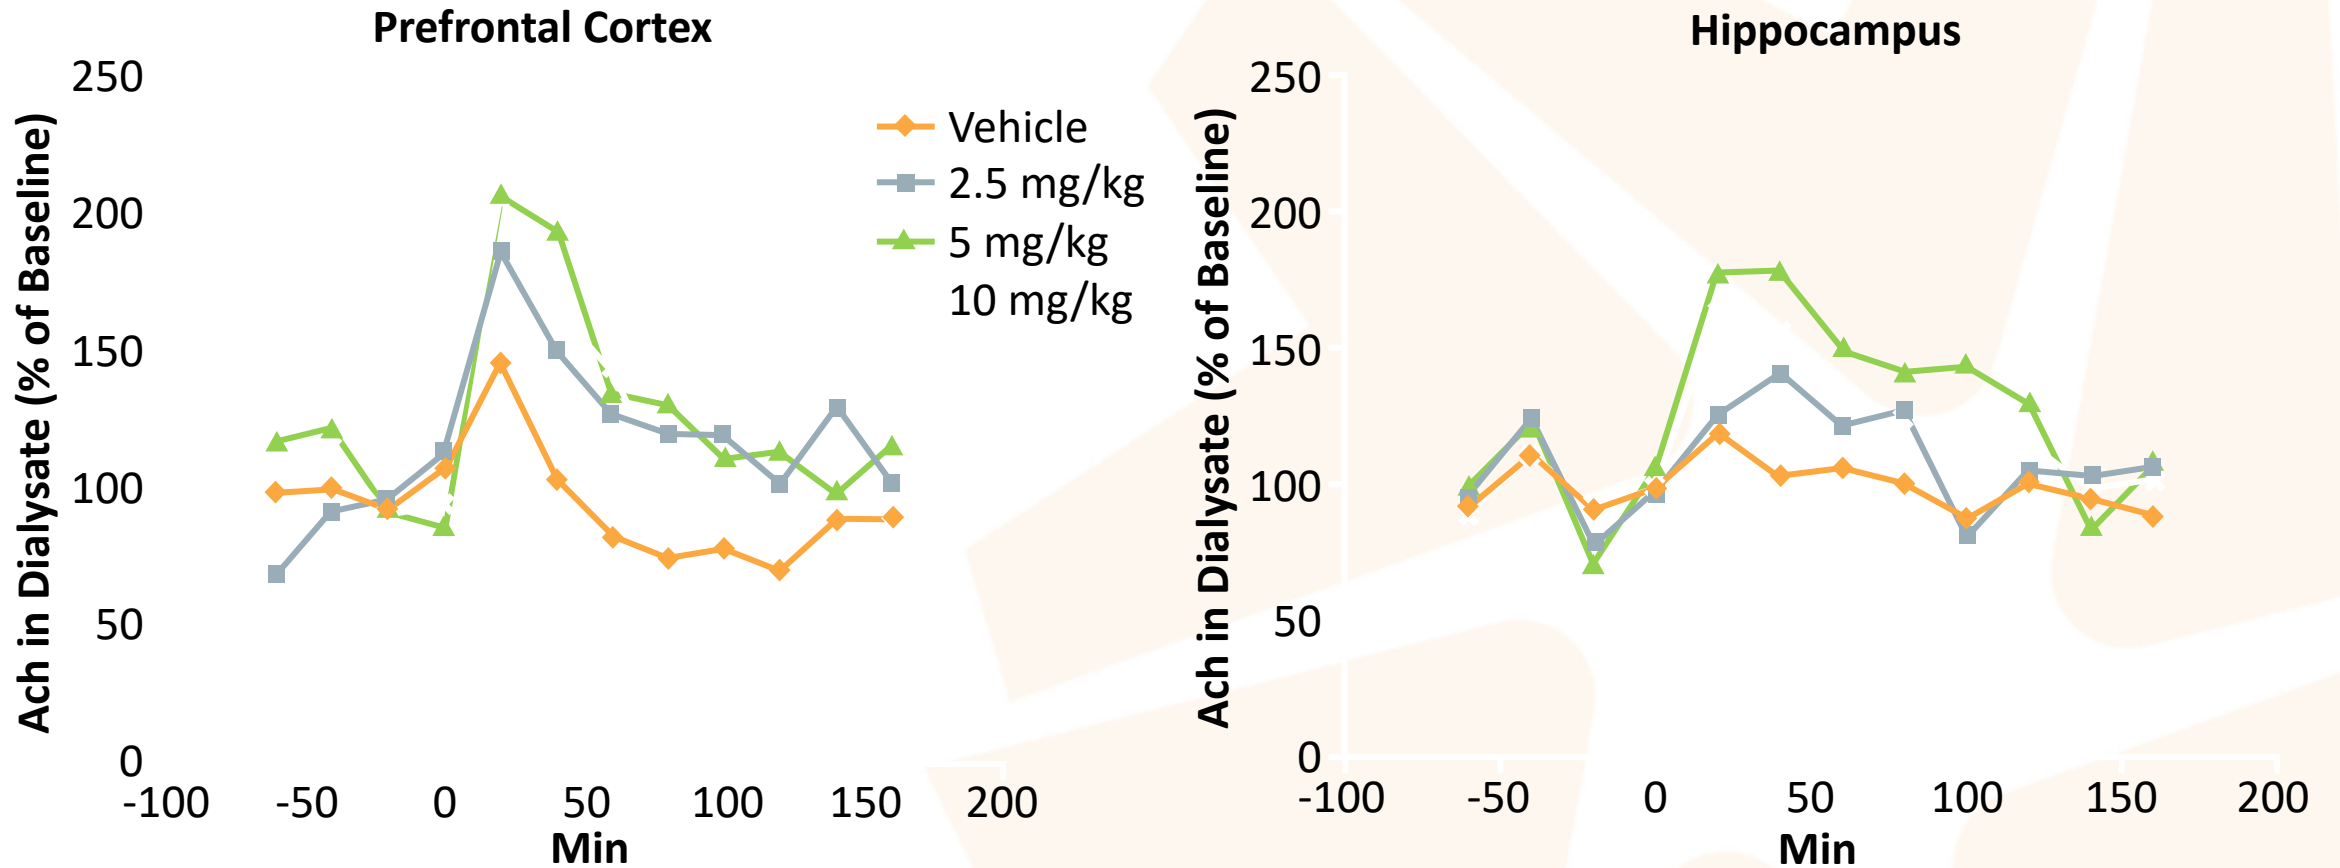 Prefrontal Cortex
Ach in Dialysate (% of Baseline)
250
200
150
100
50
0
-100 -50 0 50 100 150 200
Min
Vehicle
2.5 mg/kg
5 mg/kg
10 mg/kg
Hippocampus
Ach in Dialysate (% of Baseline)
250
200
150
100
50
0
-100 -50 0 50 100 150 200
Min